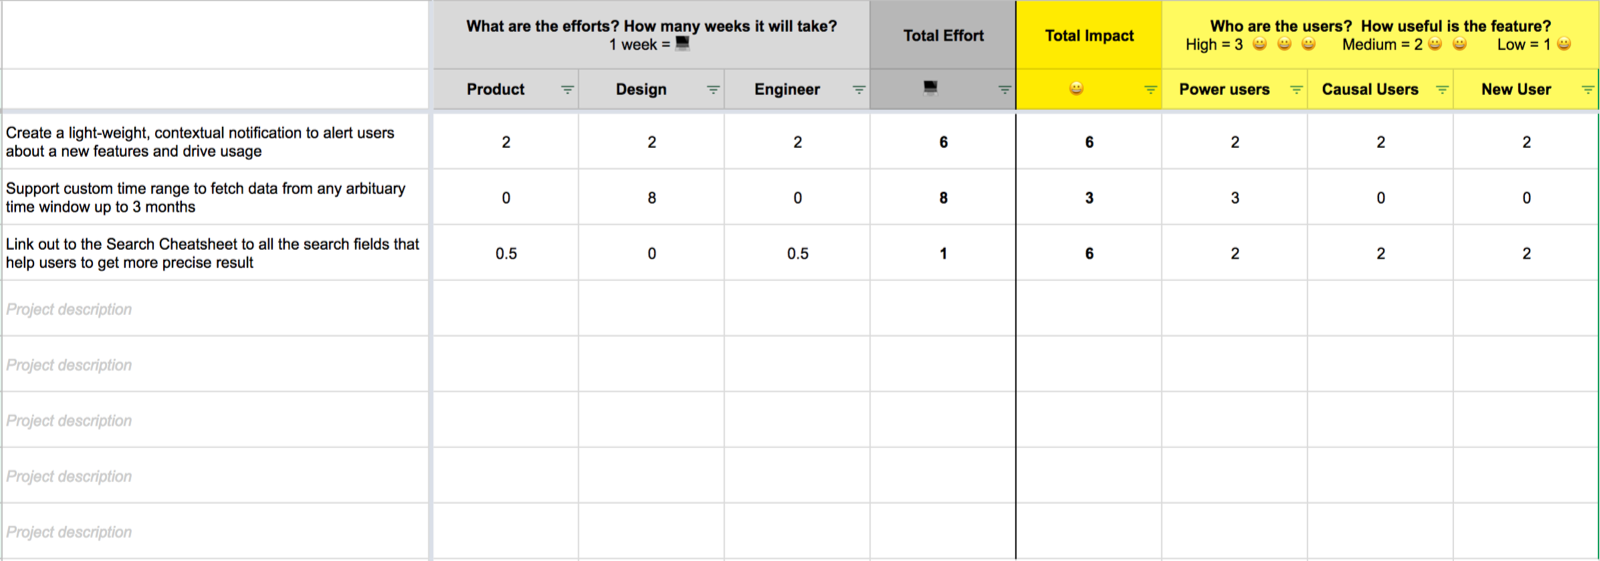 What are the efforts? How many weeks it will take?
1 week = 💻
Total Effort
Total Impact
Who are the users? How useful is the feature?
High = 3 😀 😀 😀 Medium = 2 😀 😀 Low = 1 😀
Product Design Engineer 💻 😀 Power users Causal Users New User
Create a light-weight, contextual notification to alert users
about a new features and drive usage
2 2 2 6 6 2 2 2
Support custom time range to fetch data from any arbituary
time window up to 3 months
0 8 0 8 3 3 0 0
Link out to the Search Cheatsheet to all the search fields that
help users to get more precise result
0.5 0 0.5 1 6 2 2 2
Project description
Project description
Project description
Project description
Project description